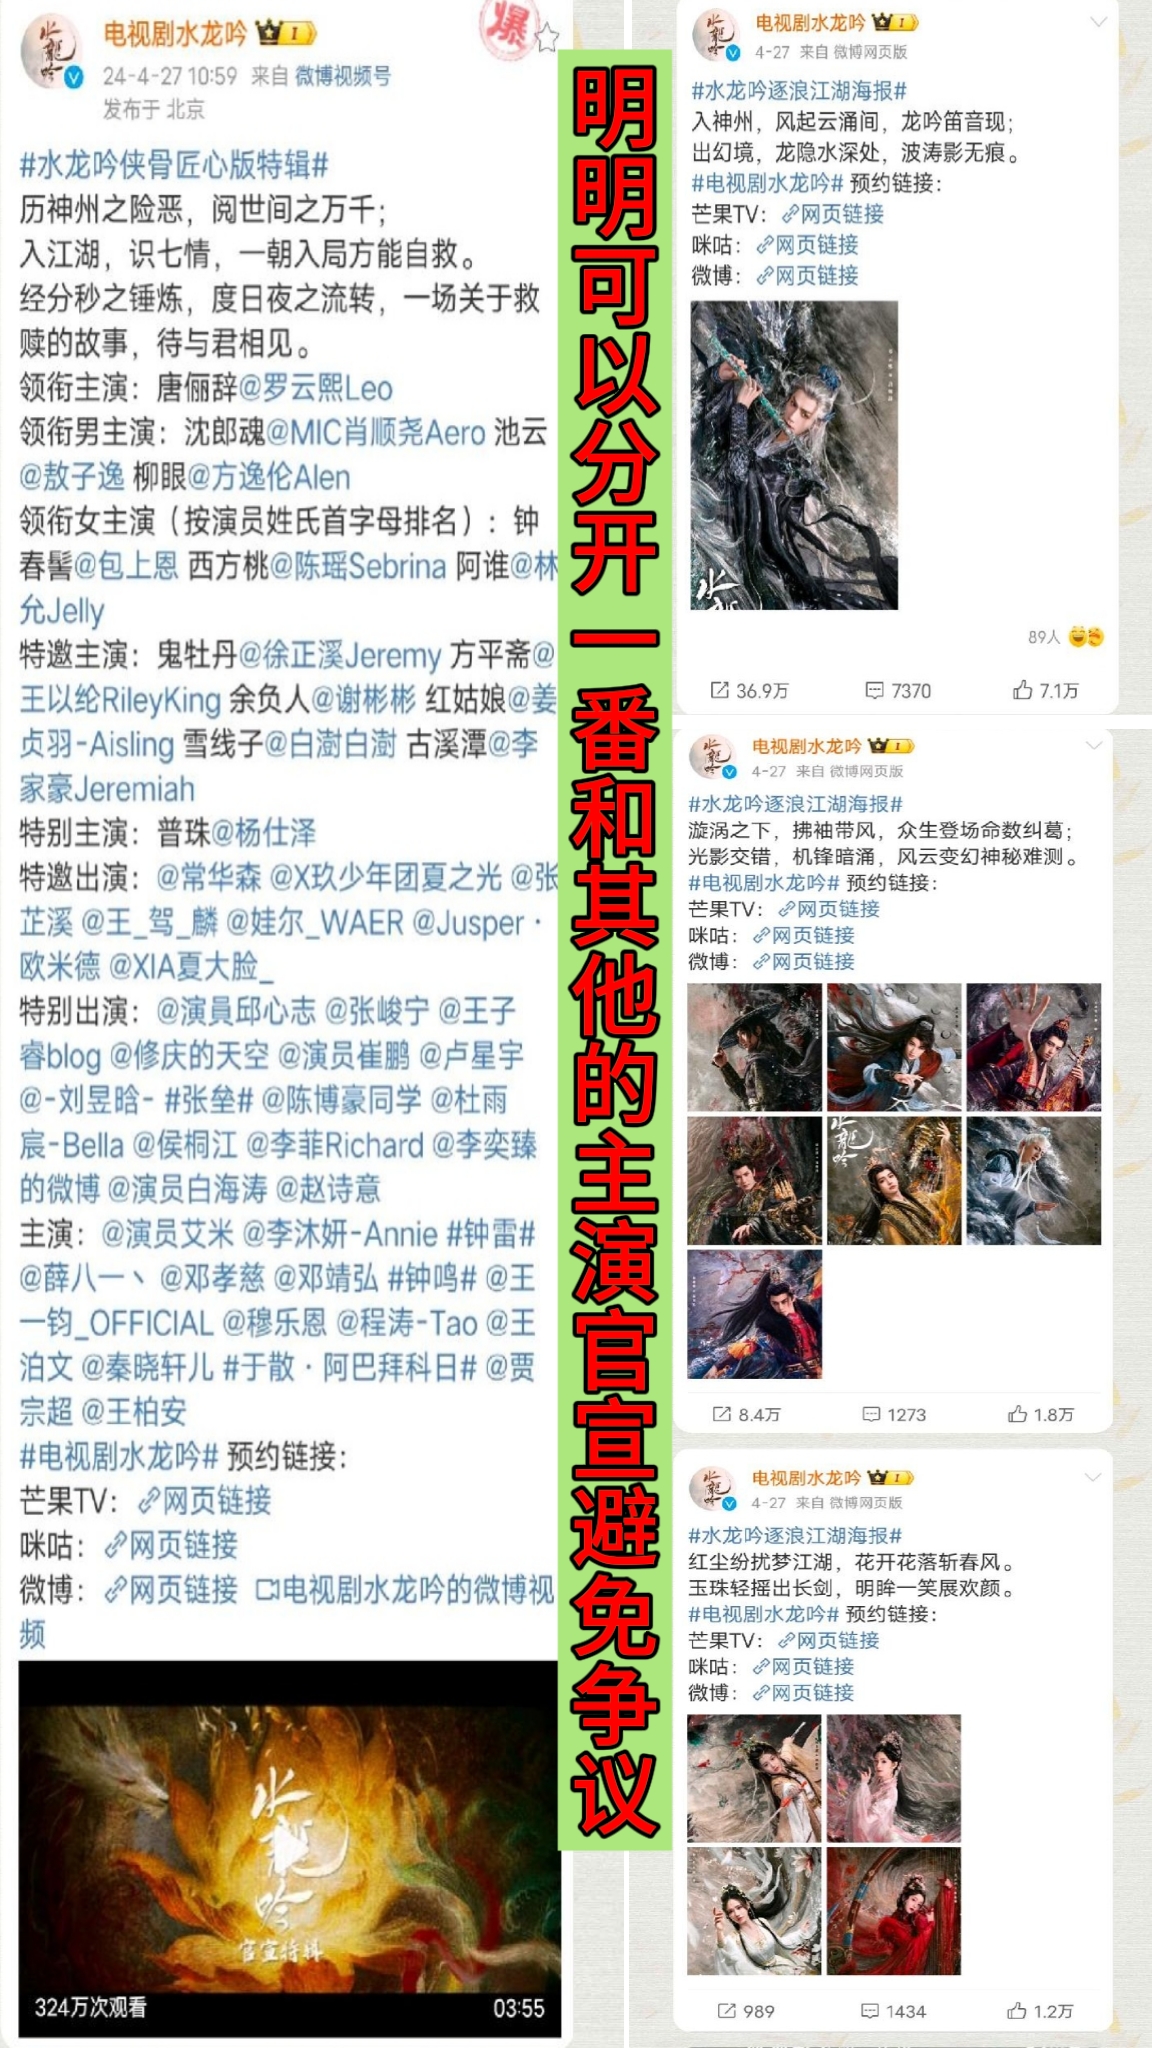 电视剧水龙吟
24-4-27 10:59 来自 微博视频号
发布于 北京
爆
#水龙吟侠骨匠心版特辑#
历神州之险恶，阅世间之万千；
入江湖，识七情，一朝入局方能自救。
经分秒之锤炼，度日夜之流转，一场关于救
赎的故事，待与君相见。
领衔主演：唐俪辞@罗云熙Leo
领衔男主演：沈郎魂@MIC肖顺尧Aero 池云
@敖子逸 柳眼@方逸伦Alen
领衔女主演（按演员姓氏首字母排名）：钟
春髻@包上恩 西方桃@陈瑶Sebrina 阿谁@林
允Jelly
特邀主演：鬼牡丹@徐正溪Jeremy 方平斋@
王以纶RileyKing 余负人@谢彬彬 红姑娘@姜
贞羽-Aisling 雪线子@白澍白澍 古溪潭@李
家豪Jeremiah
特别主演：普珠@杨仕泽
特邀出演：@常华森 @X玖少年团夏之光 @张
芷溪 @王_驾_麟 @娃尔_WAER @Jusper·
欧米德 @XIA夏大脸_
特别出演：@演員邱心志 @张峻宁 @王子
睿blog @修庆的天空 @演员崔鹏 @卢星宇
@-刘昱晗- #张垒# @陈博豪同学 @杜雨
宸-Bella @侯桐江 @李菲Richard @李奕臻
的微博 @演员白海涛 @赵诗意
主演：@演员艾米 @李沐妍-Annie #钟雷#
@薛八一丶 @邓孝慈 @邓靖弘 #钟鸣# @王
一钧_OFFICIAL @穆乐恩 @程涛-Tao @王
泊文 @秦晓轩儿 #于散·阿巴拜科日# @贾
宗超 @王柏安
#电视剧水龙吟# 预约链接：
芒果TV：网页链接
咪咕：网页链接
微博：网页链接 电视剧水龙吟的微博视
频
水龙吟
官宣特辑
324万次观看 03:55
明明可以分开一番和其他的主演官宣避免争议
电视剧水龙吟
4-27 来自 微博网页版
#水龙吟逐浪江湖海报#
入神州，风起云涌间，龙吟笛音现；
出幻境，龙隐水深处，波涛影无痕。
#电视剧水龙吟# 预约链接：
芒果TV：网页链接
咪咕：网页链接
微博：网页链接
89人
36.9万 7370 7.1万
电视剧水龙吟
4-27 来自 微博网页版
#水龙吟逐浪江湖海报#
漩涡之下，拂袖带风，众生登场命数纠葛；
光影交错，机锋暗涌，风云变幻神秘难测。
#电视剧水龙吟# 预约链接：
芒果TV：网页链接
咪咕：网页链接
微博：网页链接
水龙吟
8.4万 1273 1.8万
电视剧水龙吟
4-27 来自 微博网页版
#水龙吟逐浪江湖海报#
红尘纷扰梦江湖，花开花落斩春风。
玉珠轻摇出长剑，明眸一笑展欢颜。
#电视剧水龙吟# 预约链接：
芒果TV：网页链接
咪咕：网页链接
微博：网页链接
989 1434 1.2万